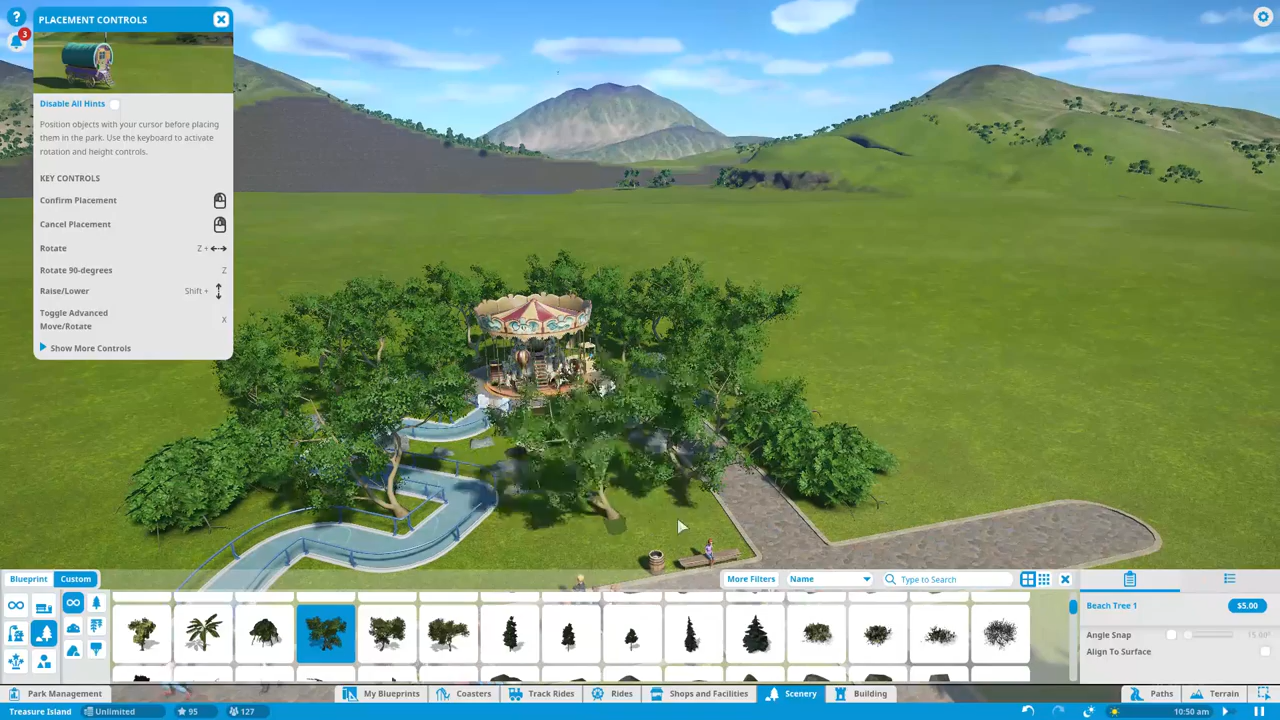 ?
3
PLACEMENT CONTROLS
Disable All Hints
Position objects with your cursor before placing
them in the park. Use the keyboard to activate
rotation and height controls.
KEY CONTROLS
Confirm Placement
Cancel Placement
Rotate Z +
Rotate 90-degrees Z
Raise/Lower Shift +
Toggle Advanced
Move/Rotate X
Show More Controls
Blueprint Custom More Filters Name Type to Search
Beach Tree 1 $5.00
Angle Snap 15.00°
Align To Surface
Park Management My Blueprints Coasters Track Rides Rides Shops and Facilities Scenery Building Paths Terrain
Treasure Island Unlimited 95 127 10:50 am